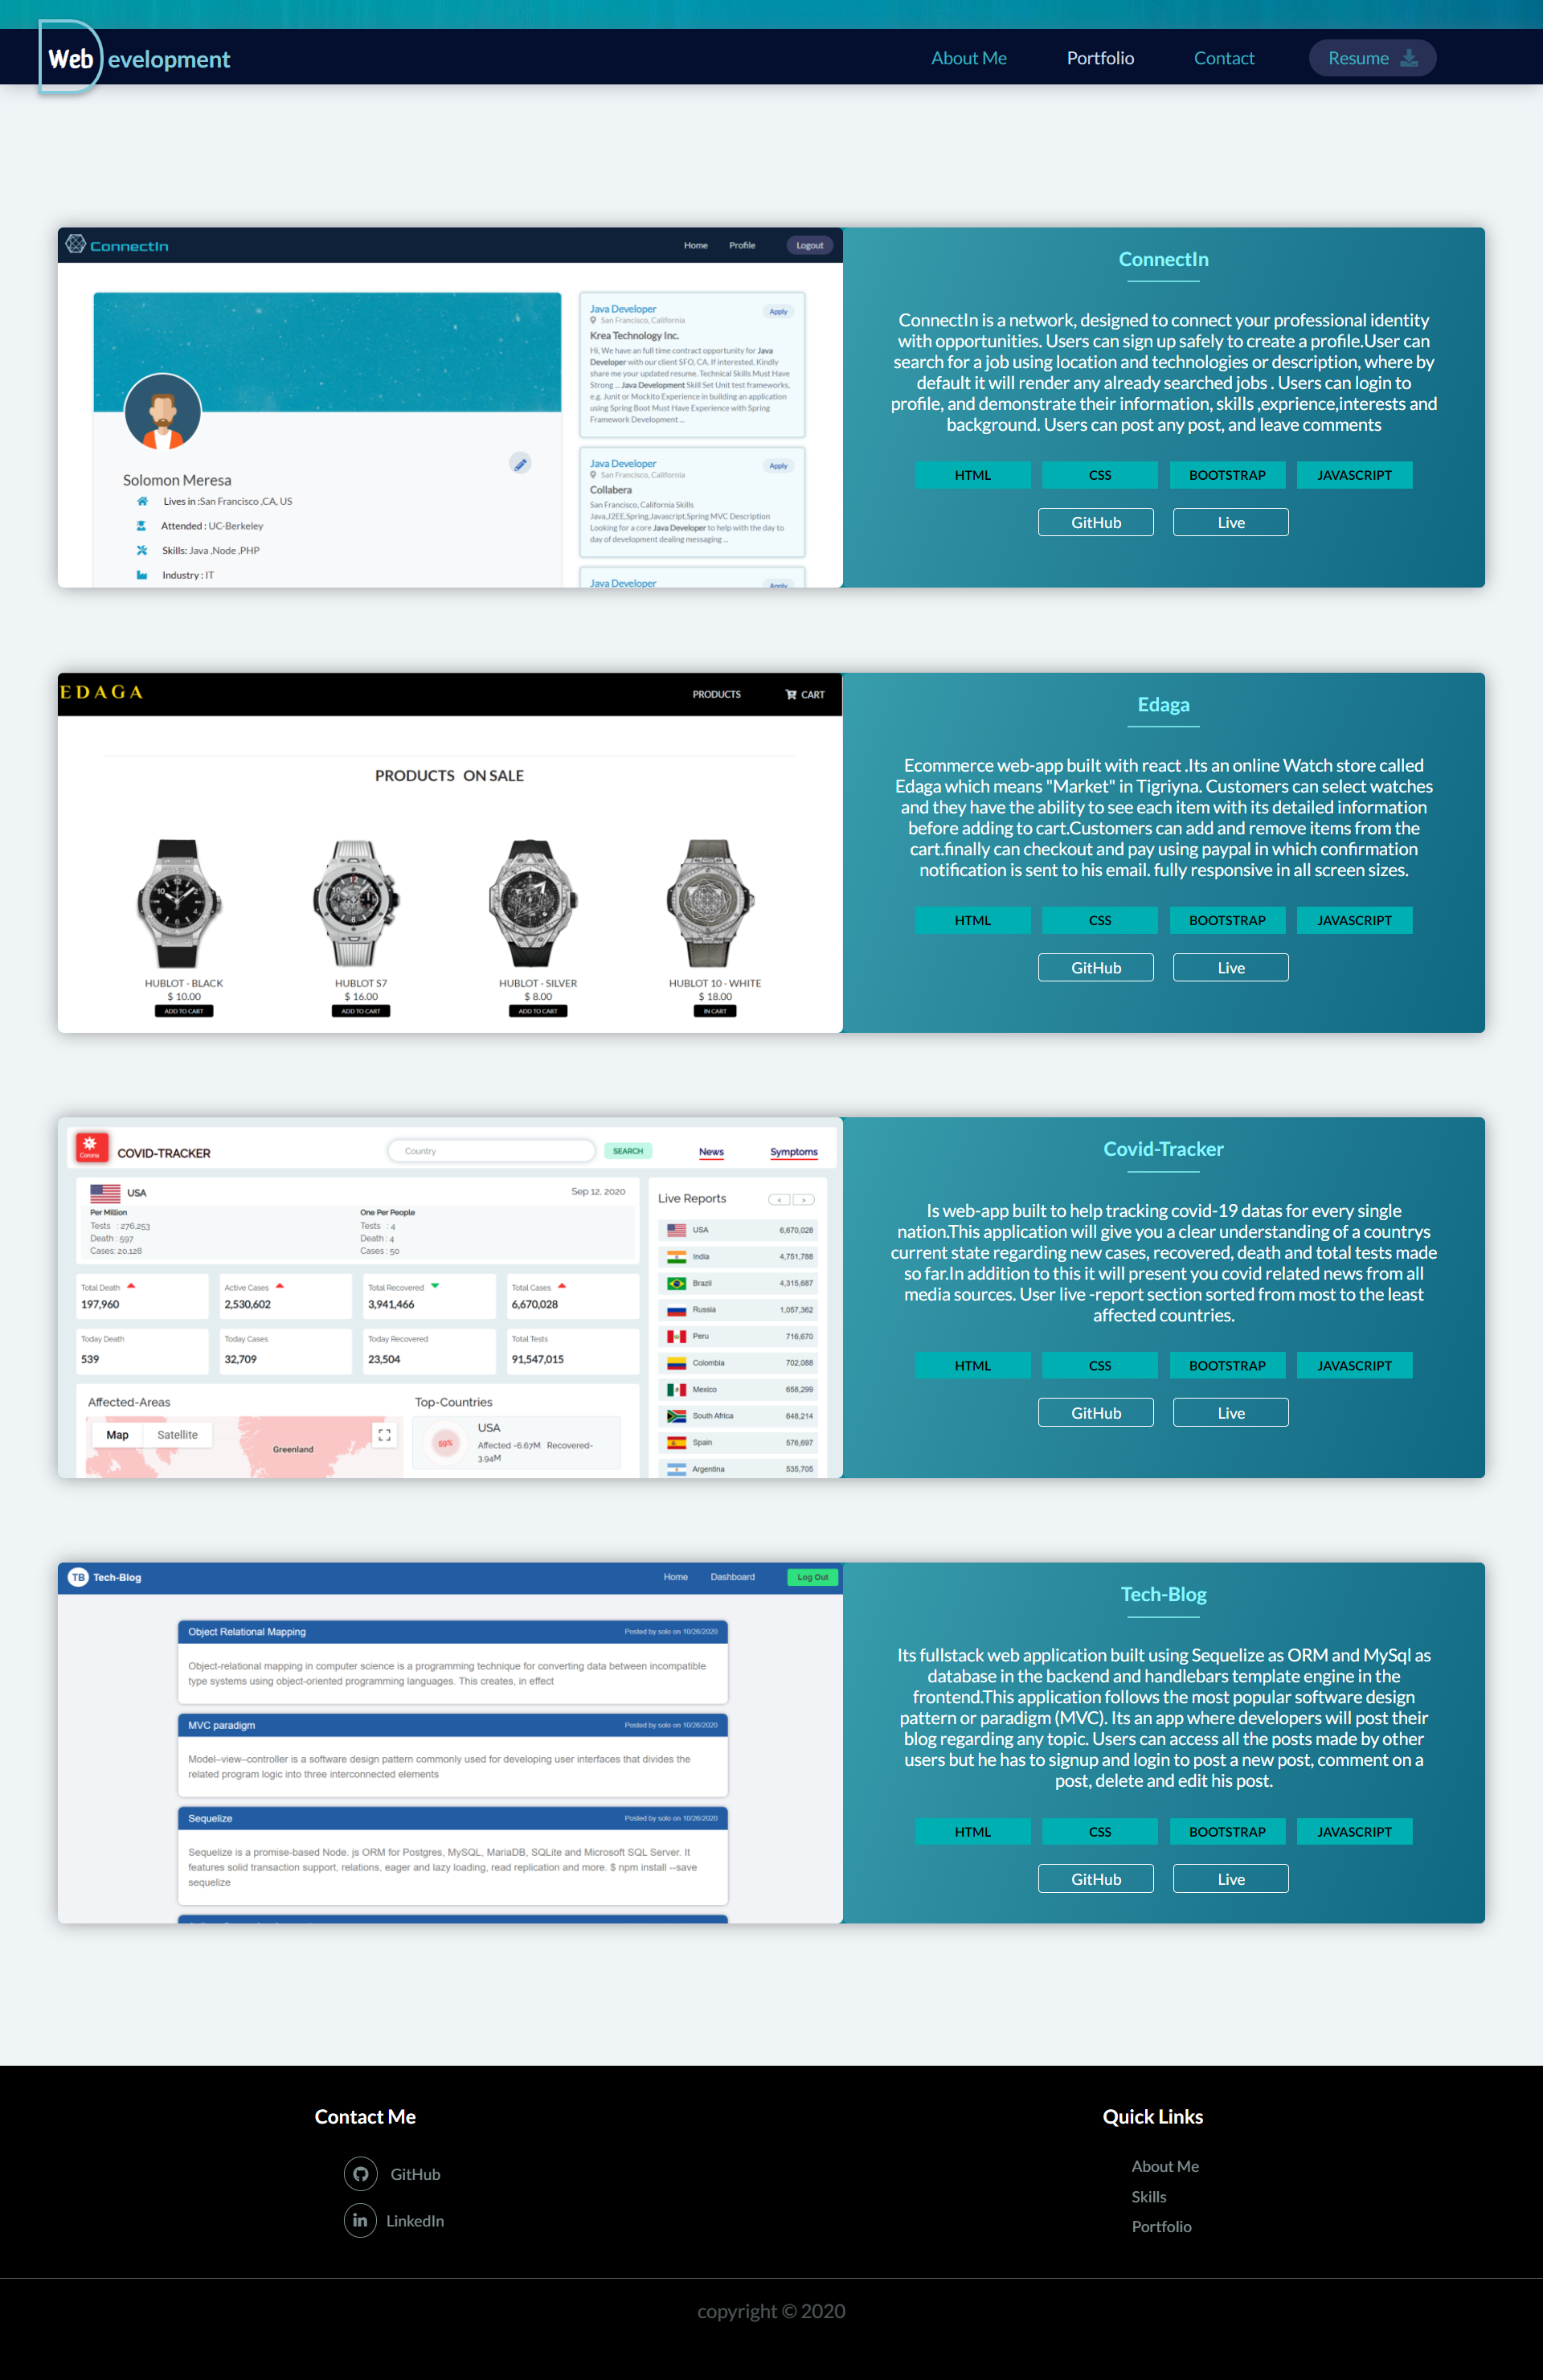 Web evelopment
About Me Portfolio Contact Resume
ConnectIn Home Profile Logout
Solomon Meresa
Lives in :San Francisco ,CA, US
Attended : UC-Berkeley
Skills: Java ,Node ,PHP
Industry : IT
Java Developer Apply
San Francisco, California
Krea Technology Inc.
Hi, We have an full time contract opportunity for Java
Developer with our client SFO, CA. If interested, Kindly
share me your updated resume. Technical Skills Must Have
Strong ... Java Development Skill Set Unit test frameworks,
e.g. Junit or Mockito Experience in building an application
using Spring Boot Must Have Experience with Spring
Framework Development ...
Java Developer Apply
San Francisco, California
Collabera
San Francisco, California Skills
Java,J2EE,Spring,Javascript,Spring MVC Description
Looking for a core Java Developer to help with the day to
day of development dealing messaging ...
Java Developer Apply
ConnectIn
ConnectIn is a network, designed to connect your professional identity
with opportunities. Users can sign up safely to create a profile.User can
search for a job using location and technologies or description, where by
default it will render any already searched jobs . Users can login to
profile, and demonstrate their information, skills ,exprience,interests and
background. Users can post any post, and leave comments
HTML CSS BOOTSTRAP JAVASCRIPT
GitHub Live
EDAGA PRODUCTS CART
PRODUCTS ON SALE
HUBLOT - BLACK HUBLOT S7 HUBLOT - SILVER HUBLOT 10 - WHITE
$ 10.00 $ 16.00 $ 8.00 $ 18.00
ADD TO CART ADD TO CART ADD TO CART IN CART
Edaga
Ecommerce web-app built with react .Its an online Watch store called
Edaga which means "Market" in Tigriyna. Customers can select watches
and they have the ability to see each item with its detailed information
before adding to cart.Customers can add and remove items from the
cart.finally can checkout and pay using paypal in which confirmation
notification is sent to his email. fully responsive in all screen sizes.
HTML CSS BOOTSTRAP JAVASCRIPT
GitHub Live
Corona COVID-TRACKER Country SEARCH News Symptoms
USA Sep 12, 2020
Per Million One Per People
Tests : 276,253 Tests : 4
Death : 597 Death : 4
Cases: 20,128 Cases : 50
Total Death Active Cases Total Recovered Total Cases
197,960 2,530,602 3,941,466 6,670,028
Today Death Today Cases Today Recovered Total Tests
539 32,709 23,504 91,547,015
Affected-Areas Top-Countries
Map Satellite
Greenland
USA
59% Affected -6.67M Recovered-
3.94M
Live Reports < >
USA 6,670,028
India 4,751,788
Brazil 4,315,687
Russia 1,057,362
Peru 716,670
Colombia 702,088
Mexico 658,299
South Africa 648,214
Spain 576,697
Argentina 535,705
Covid-Tracker
Is web-app built to help tracking covid-19 datas for every single
nation.This application will give you a clear understanding of a countrys
current state regarding new cases, recovered, death and total tests made
so far.In addition to this it will present you covid related news from all
media sources. User live -report section sorted from most to the least
affected countries.
HTML CSS BOOTSTRAP JAVASCRIPT
GitHub Live
TB Tech-Blog Home Dashboard Log Out
Object Relational Mapping Posted by solo on 10/26/2020
Object-relational mapping in computer science is a programming technique for converting data between incompatible
type systems using object-oriented programming languages. This creates, in effect
MVC paradigm Posted by solo on 10/26/2020
Model–view–controller is a software design pattern commonly used for developing user interfaces that divides the
related program logic into three interconnected elements
Sequelize Posted by solo on 10/26/2020
Sequelize is a promise-based Node. js ORM for Postgres, MySQL, MariaDB, SQLite and Microsoft SQL Server. It
features solid transaction support, relations, eager and lazy loading, read replication and more. $ npm install --save
sequelize
Tech-Blog
Its fullstack web application built using Sequelize as ORM and MySql as
database in the backend and handlebars template engine in the
frontend.This application follows the most popular software design
pattern or paradigm (MVC). Its an app where developers will post their
blog regarding any topic. Users can access all the posts made by other
users but he has to signup and login to post a new post, comment on a
post, delete and edit his post.
HTML CSS BOOTSTRAP JAVASCRIPT
GitHub Live
Contact Me
GitHub
LinkedIn
Quick Links
About Me
Skills
Portfolio
copyright © 2020